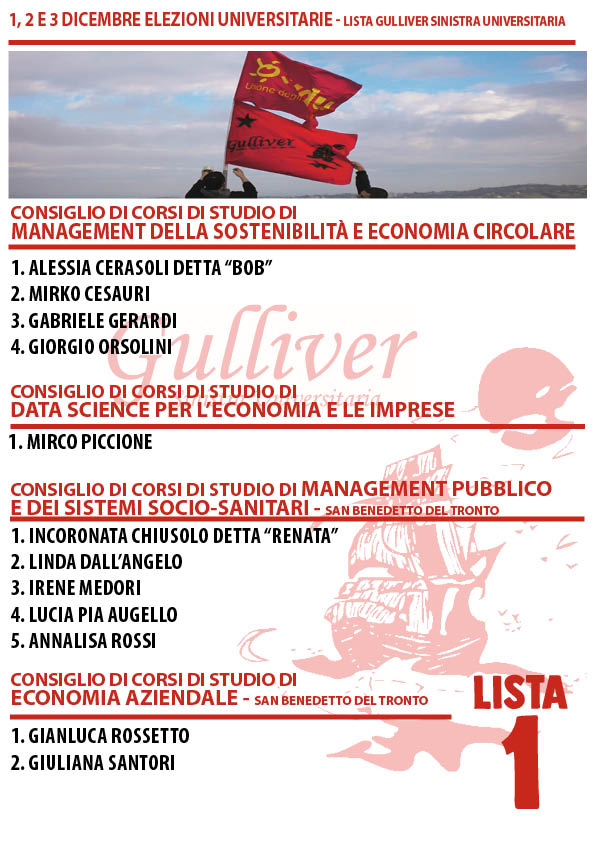 1, 2 E 3 DICEMBRE ELEZIONI UNIVERSITARIE - LISTA GULLIVER SINISTRA UNIVERSITARIA
Unione degli
Gulliver
CONSIGLIO DI CORSI DI STUDIO DI
MANAGEMENT DELLA SOSTENIBILITÀ E ECONOMIA CIRCOLARE
1. ALESSIA CERASOLI DETTA “BOB”
2. MIRKO CESAURI
3. GABRIELE GERARDI
4. GIORGIO ORSOLINI
Gulliver
Sinistra Universitaria
CONSIGLIO DI CORSI DI STUDIO DI
DATA SCIENCE PER L’ECONOMIA E LE IMPRESE
1. MIRCO PICCIONE
CONSIGLIO DI CORSI DI STUDIO DI MANAGEMENT PUBBLICO
E DEI SISTEMI SOCIO-SANITARI - SAN BENEDETTO DEL TRONTO
1. INCORONATA CHIUSOLO DETTA “RENATA”
2. LINDA DALL’ANGELO
3. IRENE MEDORI
4. LUCIA PIA AUGELLO
5. ANNALISA ROSSI
CONSIGLIO DI CORSI DI STUDIO DI
ECONOMIA AZIENDALE - SAN BENEDETTO DEL TRONTO
1. GIANLUCA ROSSETTO
2. GIULIANA SANTORI
LISTA
1